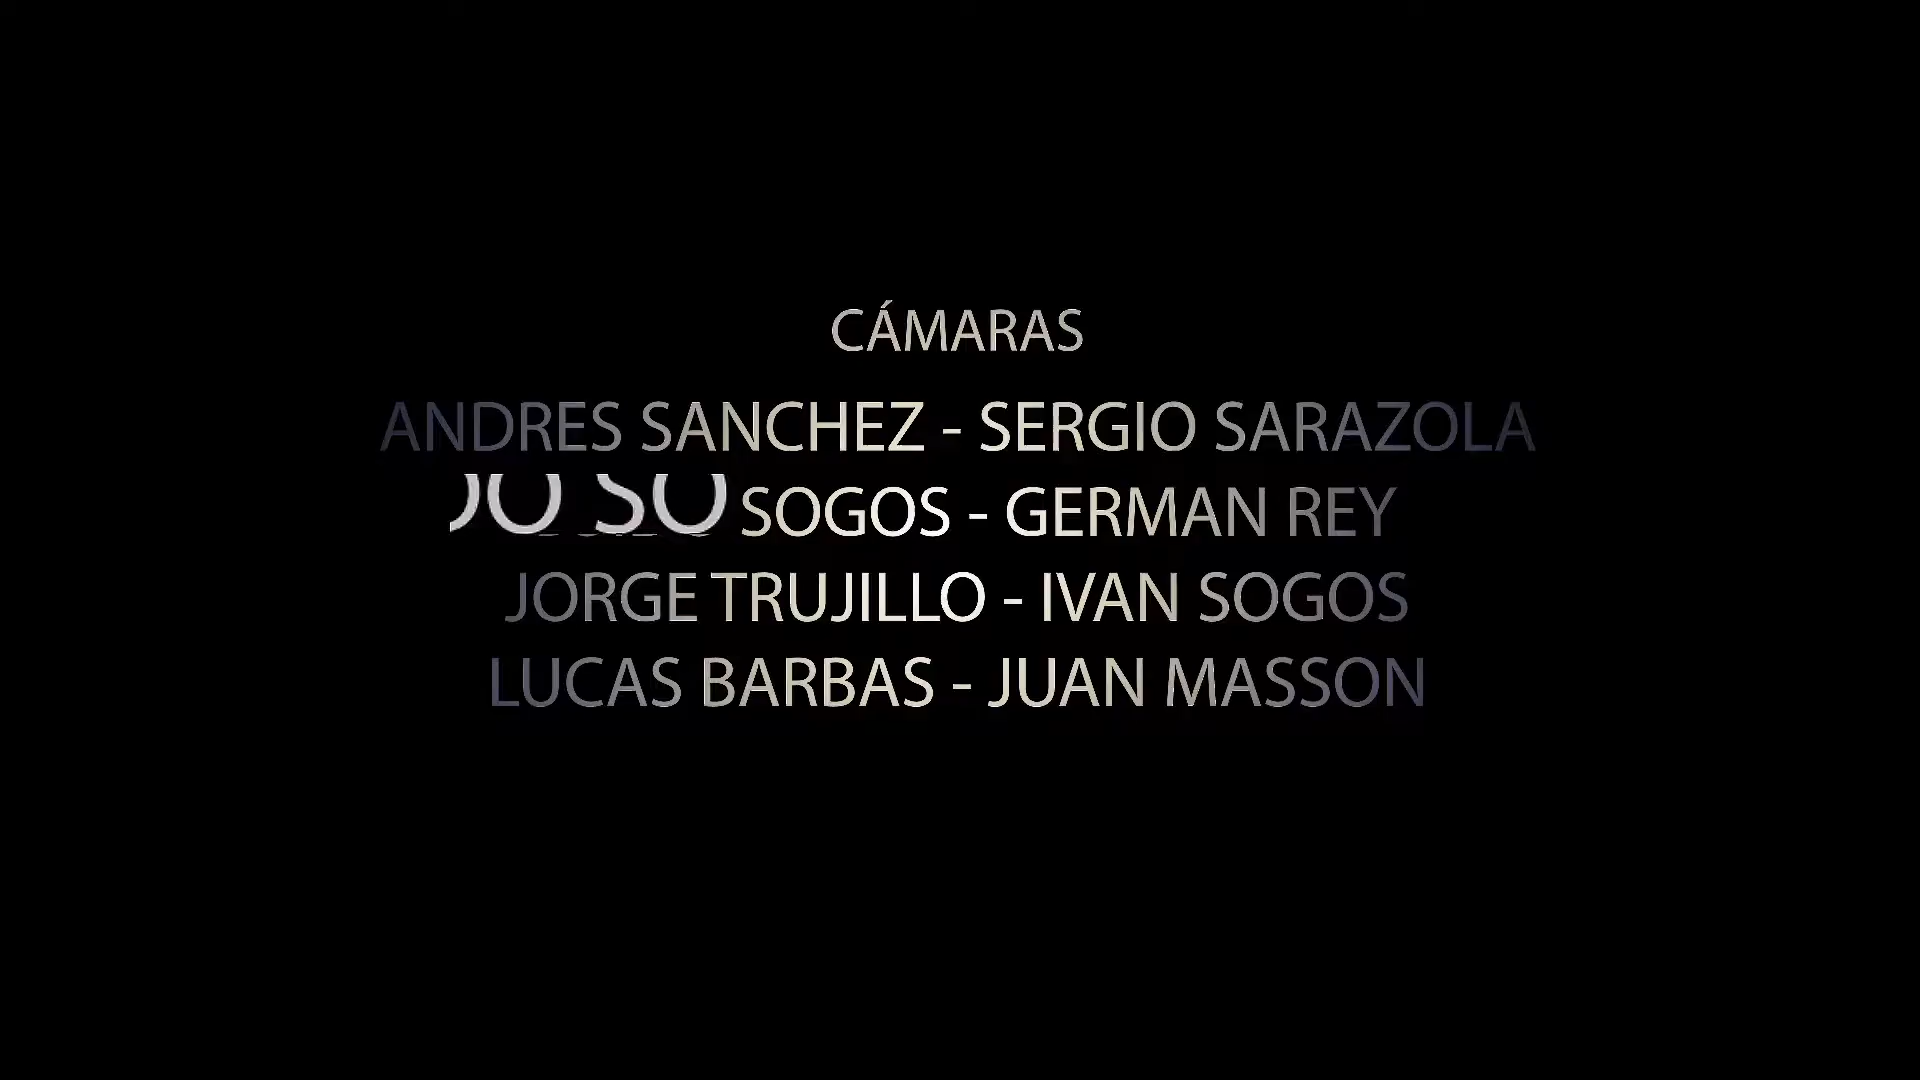 CÁMARAS
ANDRES SANCHEZ - SERGIO SARAZOLA
SOGOS - GERMAN REY
JORGE TRUJILLO - IVAN SOGOS
LUCAS BARBAS - JUAN MASSON